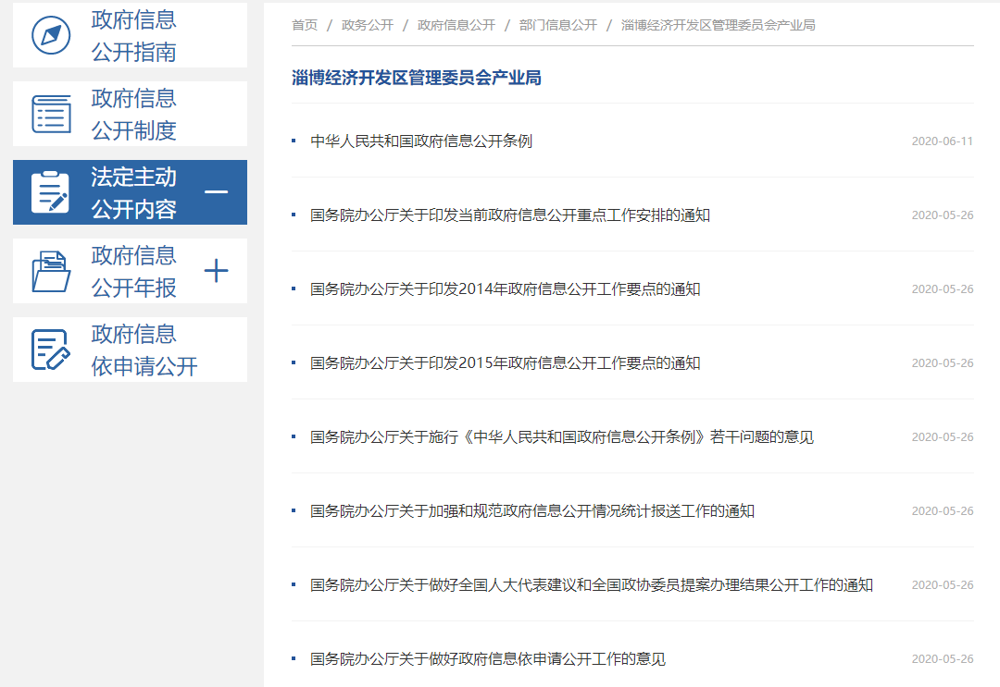 政府信息
公开指南
政府信息
公开制度
法定主动
公开内容
政府信息
公开年报
政府信息
依申请公开
首页 / 政务公开 / 政府信息公开 / 部门信息公开 / 淄博经济开发区管理委员会产业局
淄博经济开发区管理委员会产业局
中华人民共和国政府信息公开条例 2020-06-11
国务院办公厅关于印发当前政府信息公开重点工作安排的通知 2020-05-26
国务院办公厅关于印发2014年政府信息公开工作要点的通知 2020-05-26
国务院办公厅关于印发2015年政府信息公开工作要点的通知 2020-05-26
国务院办公厅关于施行《中华人民共和国政府信息公开条例》若干问题的意见 2020-05-26
国务院办公厅关于加强和规范政府信息公开情况统计报送工作的通知 2020-05-26
国务院办公厅关于做好全国人大代表建议和全国政协委员提案办理结果公开工作的通知 2020-05-26
国务院办公厅关于做好政府信息依申请公开工作的意见 2020-05-26